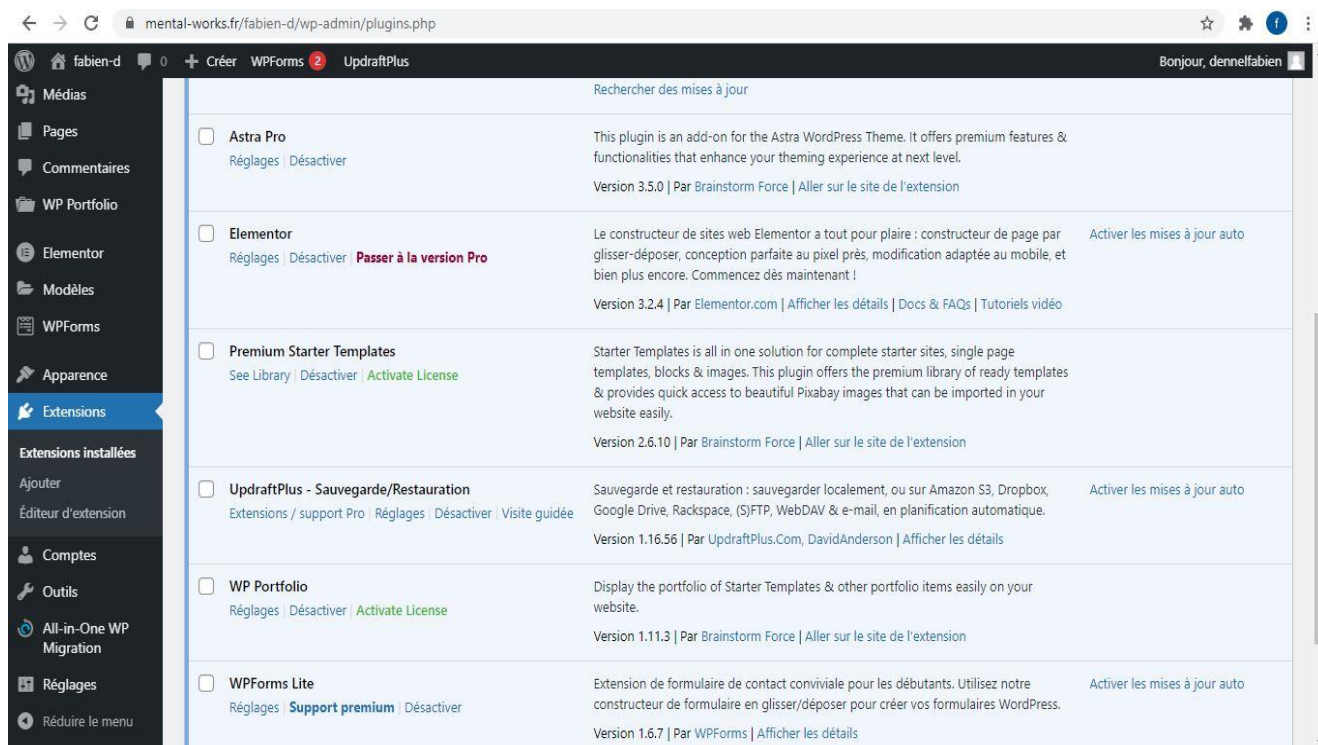 mental-works.fr/fabien-d/wp-admin/plugins.php
f
fabien-d 0 + Créer WPForms 2 UpdraftPlus Bonjour, dennelfabien
Médias
Pages
Commentaires
WP Portfolio
Elementor
Modèles
WPForms
Apparence
Extensions
Extensions installées
Ajouter
Éditeur d'extension
Comptes
Outils
All-in-One WP
Migration
Réglages
Réduire le menu
Rechercher des mises à jour
Astra Pro
Réglages | Désactiver
This plugin is an add-on for the Astra WordPress Theme. It offers premium features &
functionalities that enhance your theming experience at next level.
Version 3.5.0 | Par Brainstorm Force | Aller sur le site de l'extension
Elementor
Réglages | Désactiver | Passer à la version Pro
Le constructeur de sites web Elementor a tout pour plaire : constructeur de page par
glisser-déposer, conception parfaite au pixel près, modification adaptée au mobile, et
bien plus encore. Commencez dès maintenant !
Version 3.2.4 | Par Elementor.com | Afficher les détails | Docs & FAQs | Tutoriels vidéo
Activer les mises à jour auto
Premium Starter Templates
See Library | Désactiver | Activate License
Starter Templates is all in one solution for complete starter sites, single page
templates, blocks & images. This plugin offers the premium library of ready templates
& provides quick access to beautiful Pixabay images that can be imported in your
website easily.
Version 2.6.10 | Par Brainstorm Force | Aller sur le site de l'extension
UpdraftPlus - Sauvegarde/Restauration
Extensions / support Pro | Réglages | Désactiver | Visite guidée
Sauvegarde et restauration : sauvegarder localement, ou sur Amazon S3, Dropbox,
Google Drive, Rackspace, (S)FTP, WebDAV & e-mail, en planification automatique.
Version 1.16.56 | Par UpdraftPlus.Com, DavidAnderson | Afficher les détails
Activer les mises à jour auto
WP Portfolio
Réglages | Désactiver | Activate License
Display the portfolio of Starter Templates & other portfolio items easily on your
website.
Version 1.11.3 | Par Brainstorm Force | Aller sur le site de l'extension
WPForms Lite
Réglages | Support premium | Désactiver
Extension de formulaire de contact conviviale pour les débutants. Utilisez notre
constructeur de formulaire en glisser/déposer pour créer vos formulaires WordPress.
Version 1.6.7 | Par WPForms | Afficher les détails
Activer les mises à jour auto